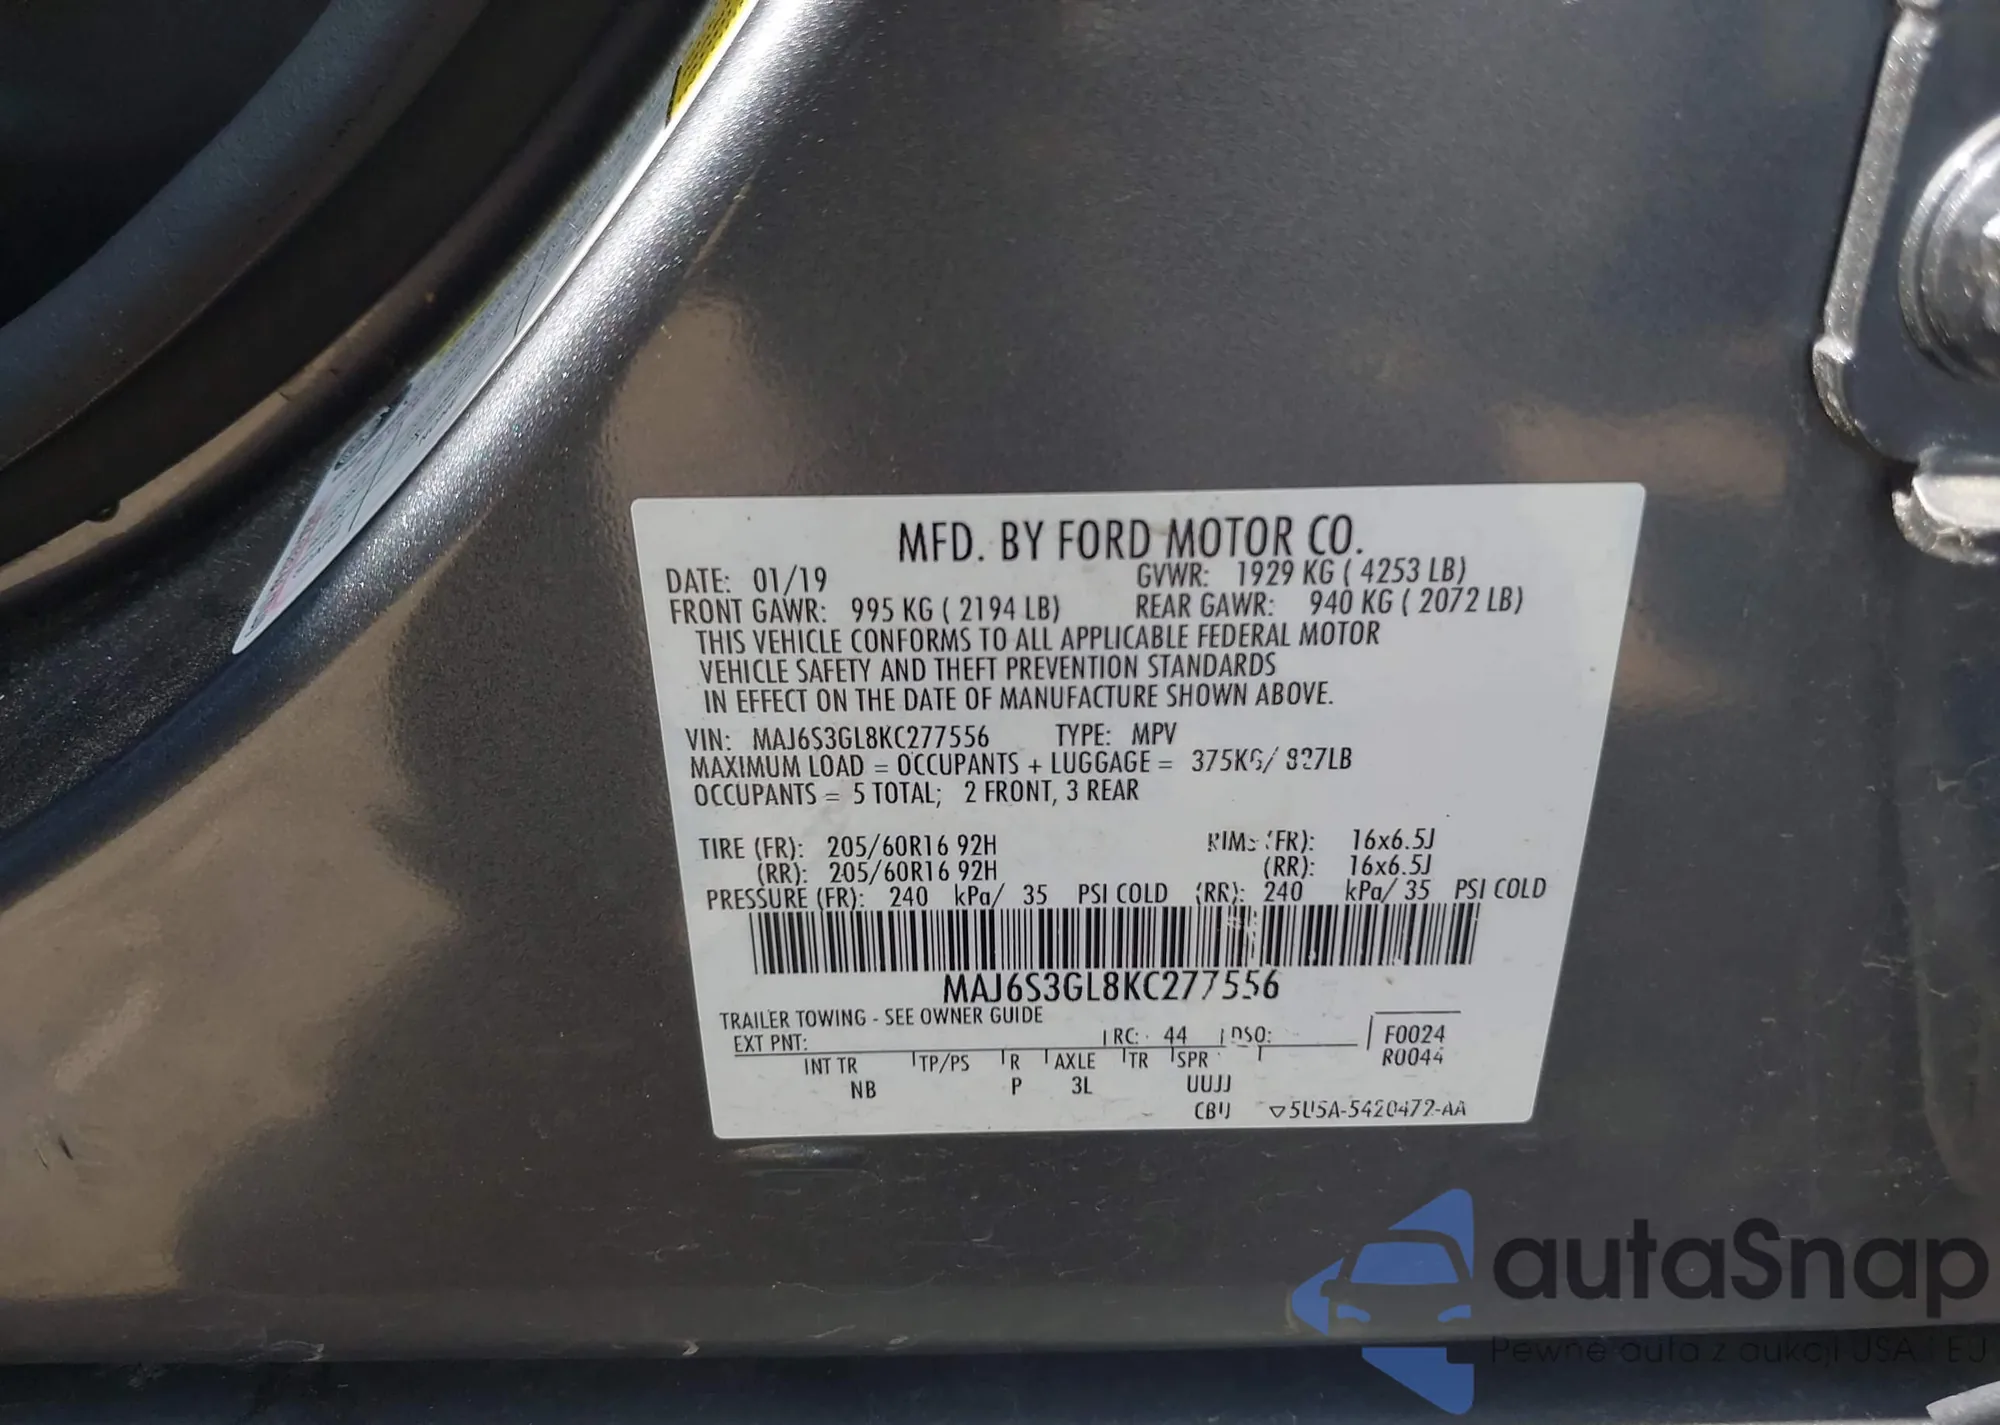 MFD. BY FORD MOTOR CO.
DATE: 01/19 GVWR: 1929 KG ( 4253 LB)
FRONT GAWR: 995 KG ( 2194 LB) REAR GAWR: 940 KG ( 2072 LB)
THIS VEHICLE CONFORMS TO ALL APPLICABLE FEDERAL MOTOR
VEHICLE SAFETY AND THEFT PREVENTION STANDARDS
IN EFFECT ON THE DATE OF MANUFACTURE SHOWN ABOVE.
VIN: MAJ6S3GL8KC277556 TYPE: MPV
MAXIMUM LOAD = OCCUPANTS + LUGGAGE = 375KG/ 827LB
OCCUPANTS = 5 TOTAL; 2 FRONT, 3 REAR
TIRE (FR): 205/60R16 92H RIMS (FR): 16x6.5J
(RR): 205/60R16 92H (RR): 16x6.5J
PRESSURE (FR): 240 kPa/ 35 PSI COLD (RR): 240 kPa/ 35 PSI COLD
MAJ6S3GL8KC277556
TRAILER TOWING - SEE OWNER GUIDE
EXT PNT: RC: 44 DSO: F0024
INT TR TP/PS R AXLE TR SPR R0044
NB P 3L UUJJ
CBU 5U5A-5420472-AA
autaSnap
Pewne auta z aukcji USA i EU